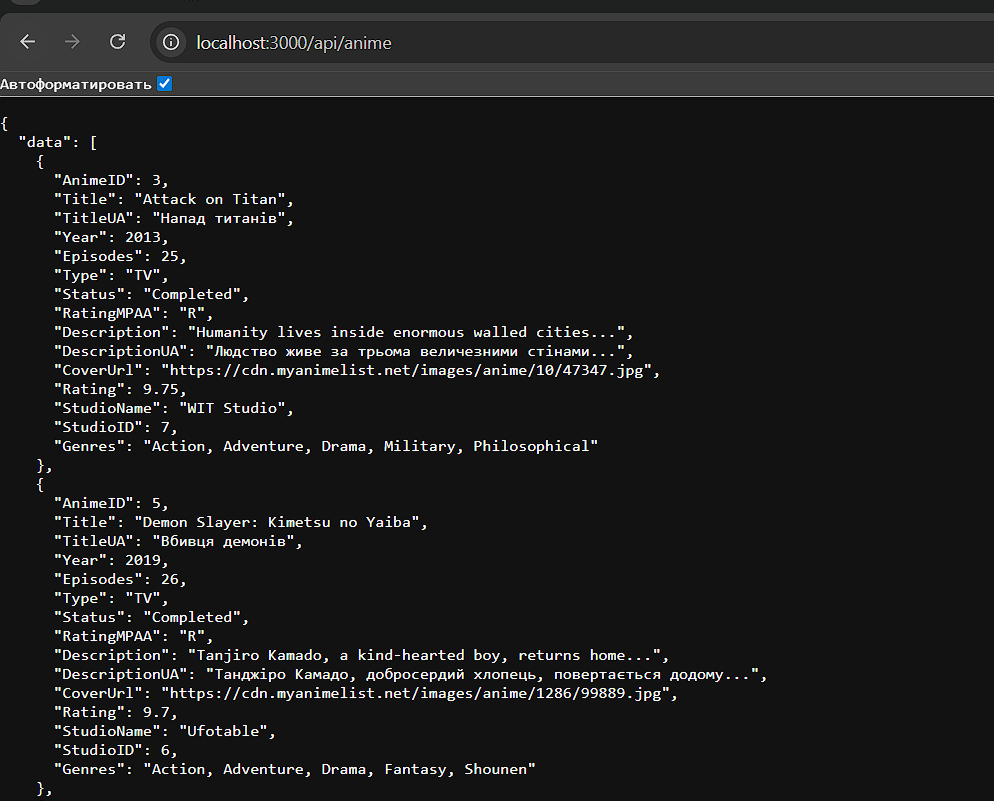 localhost:3000/api/anime
Автоформатировать
{
  "data": [
    {
      "AnimeID": 3,
      "Title": "Attack on Titan",
      "TitleUA": "Напад титанів",
      "Year": 2013,
      "Episodes": 25,
      "Type": "TV",
      "Status": "Completed",
      "RatingMPAA": "R",
      "Description": "Humanity lives inside enormous walled cities...",
      "DescriptionUA": "Людство живе за трьома величезними стінами...",
      "CoverUrl": "https://cdn.myanimelist.net/images/anime/10/47347.jpg",
      "Rating": 9.75,
      "StudioName": "WIT Studio",
      "StudioID": 7,
      "Genres": "Action, Adventure, Drama, Military, Philosophical"
    },
    {
      "AnimeID": 5,
      "Title": "Demon Slayer: Kimetsu no Yaiba",
      "TitleUA": "Вбивця демонів",
      "Year": 2019,
      "Episodes": 26,
      "Type": "TV",
      "Status": "Completed",
      "RatingMPAA": "R",
      "Description": "Tanjiro Kamado, a kind-hearted boy, returns home...",
      "DescriptionUA": "Танджіро Камадо, добросердий хлопець, повертається додому...",
      "CoverUrl": "https://cdn.myanimelist.net/images/anime/1286/99889.jpg",
      "Rating": 9.7,
      "StudioName": "Ufotable",
      "StudioID": 6,
      "Genres": "Action, Adventure, Drama, Fantasy, Shounen"
    },